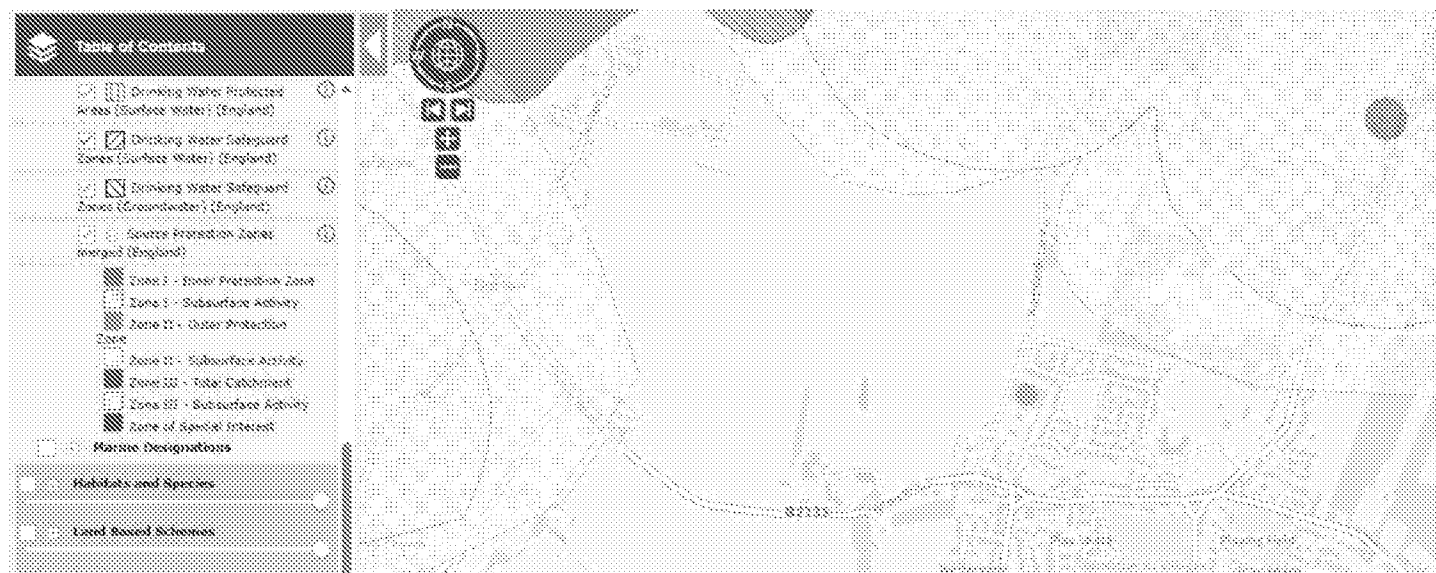 Table of Contents
Drinking Water Protected
Areas (Surface Water) (England)
Drinking Water Safeguard
Zones (Surface Water) (England)
Drinking Water Safeguard
Zones (Groundwater) (England)
Source Protection Zones
merged (England)
Zone I - Inner Protection Zone
Zone I - Subsurface Activity
Zone II - Outer Protection
Zone
Zone II - Subsurface Activity
Zone III - Total Catchment
Zone III - Subsurface Activity
Zone of Special Interest
Marine Designations
Habitats and Species
Land Based Schemes